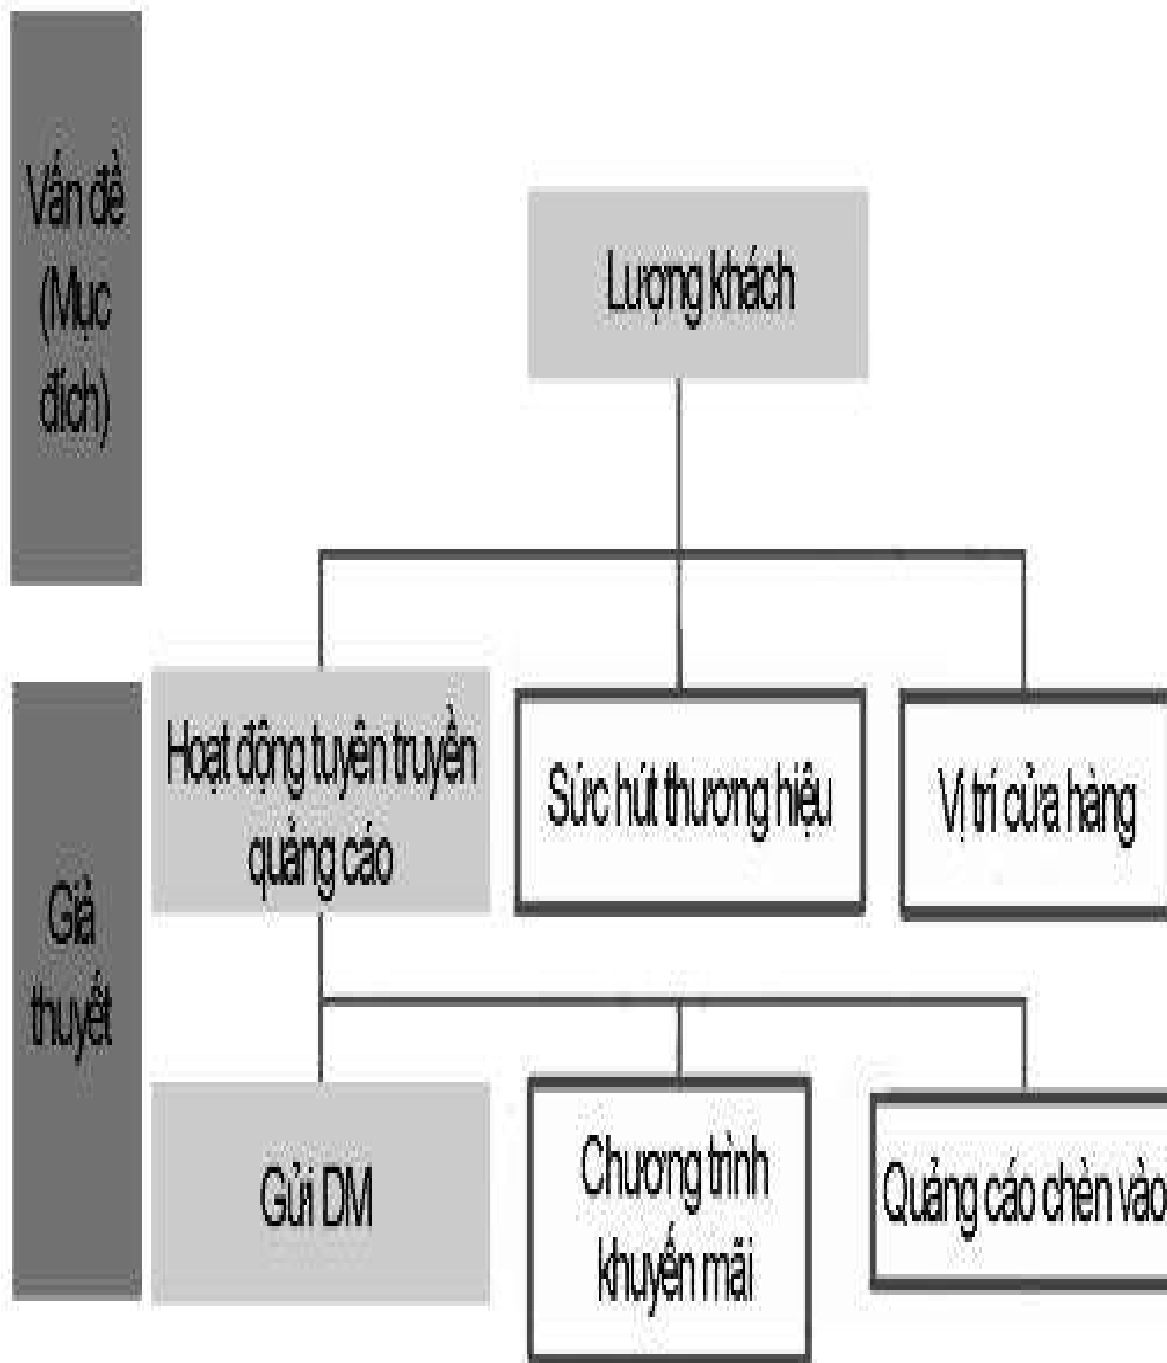 Vấn đề
(Mục
đích)
Lượng khách
Hoạt động tuyên truyền
quảng cáo
Sức hút thương hiệu
Vị trí cửa hàng
Giả
thuyết
Gửi DM
Chương trình
khuyến mãi
Quảng cáo chèn vào